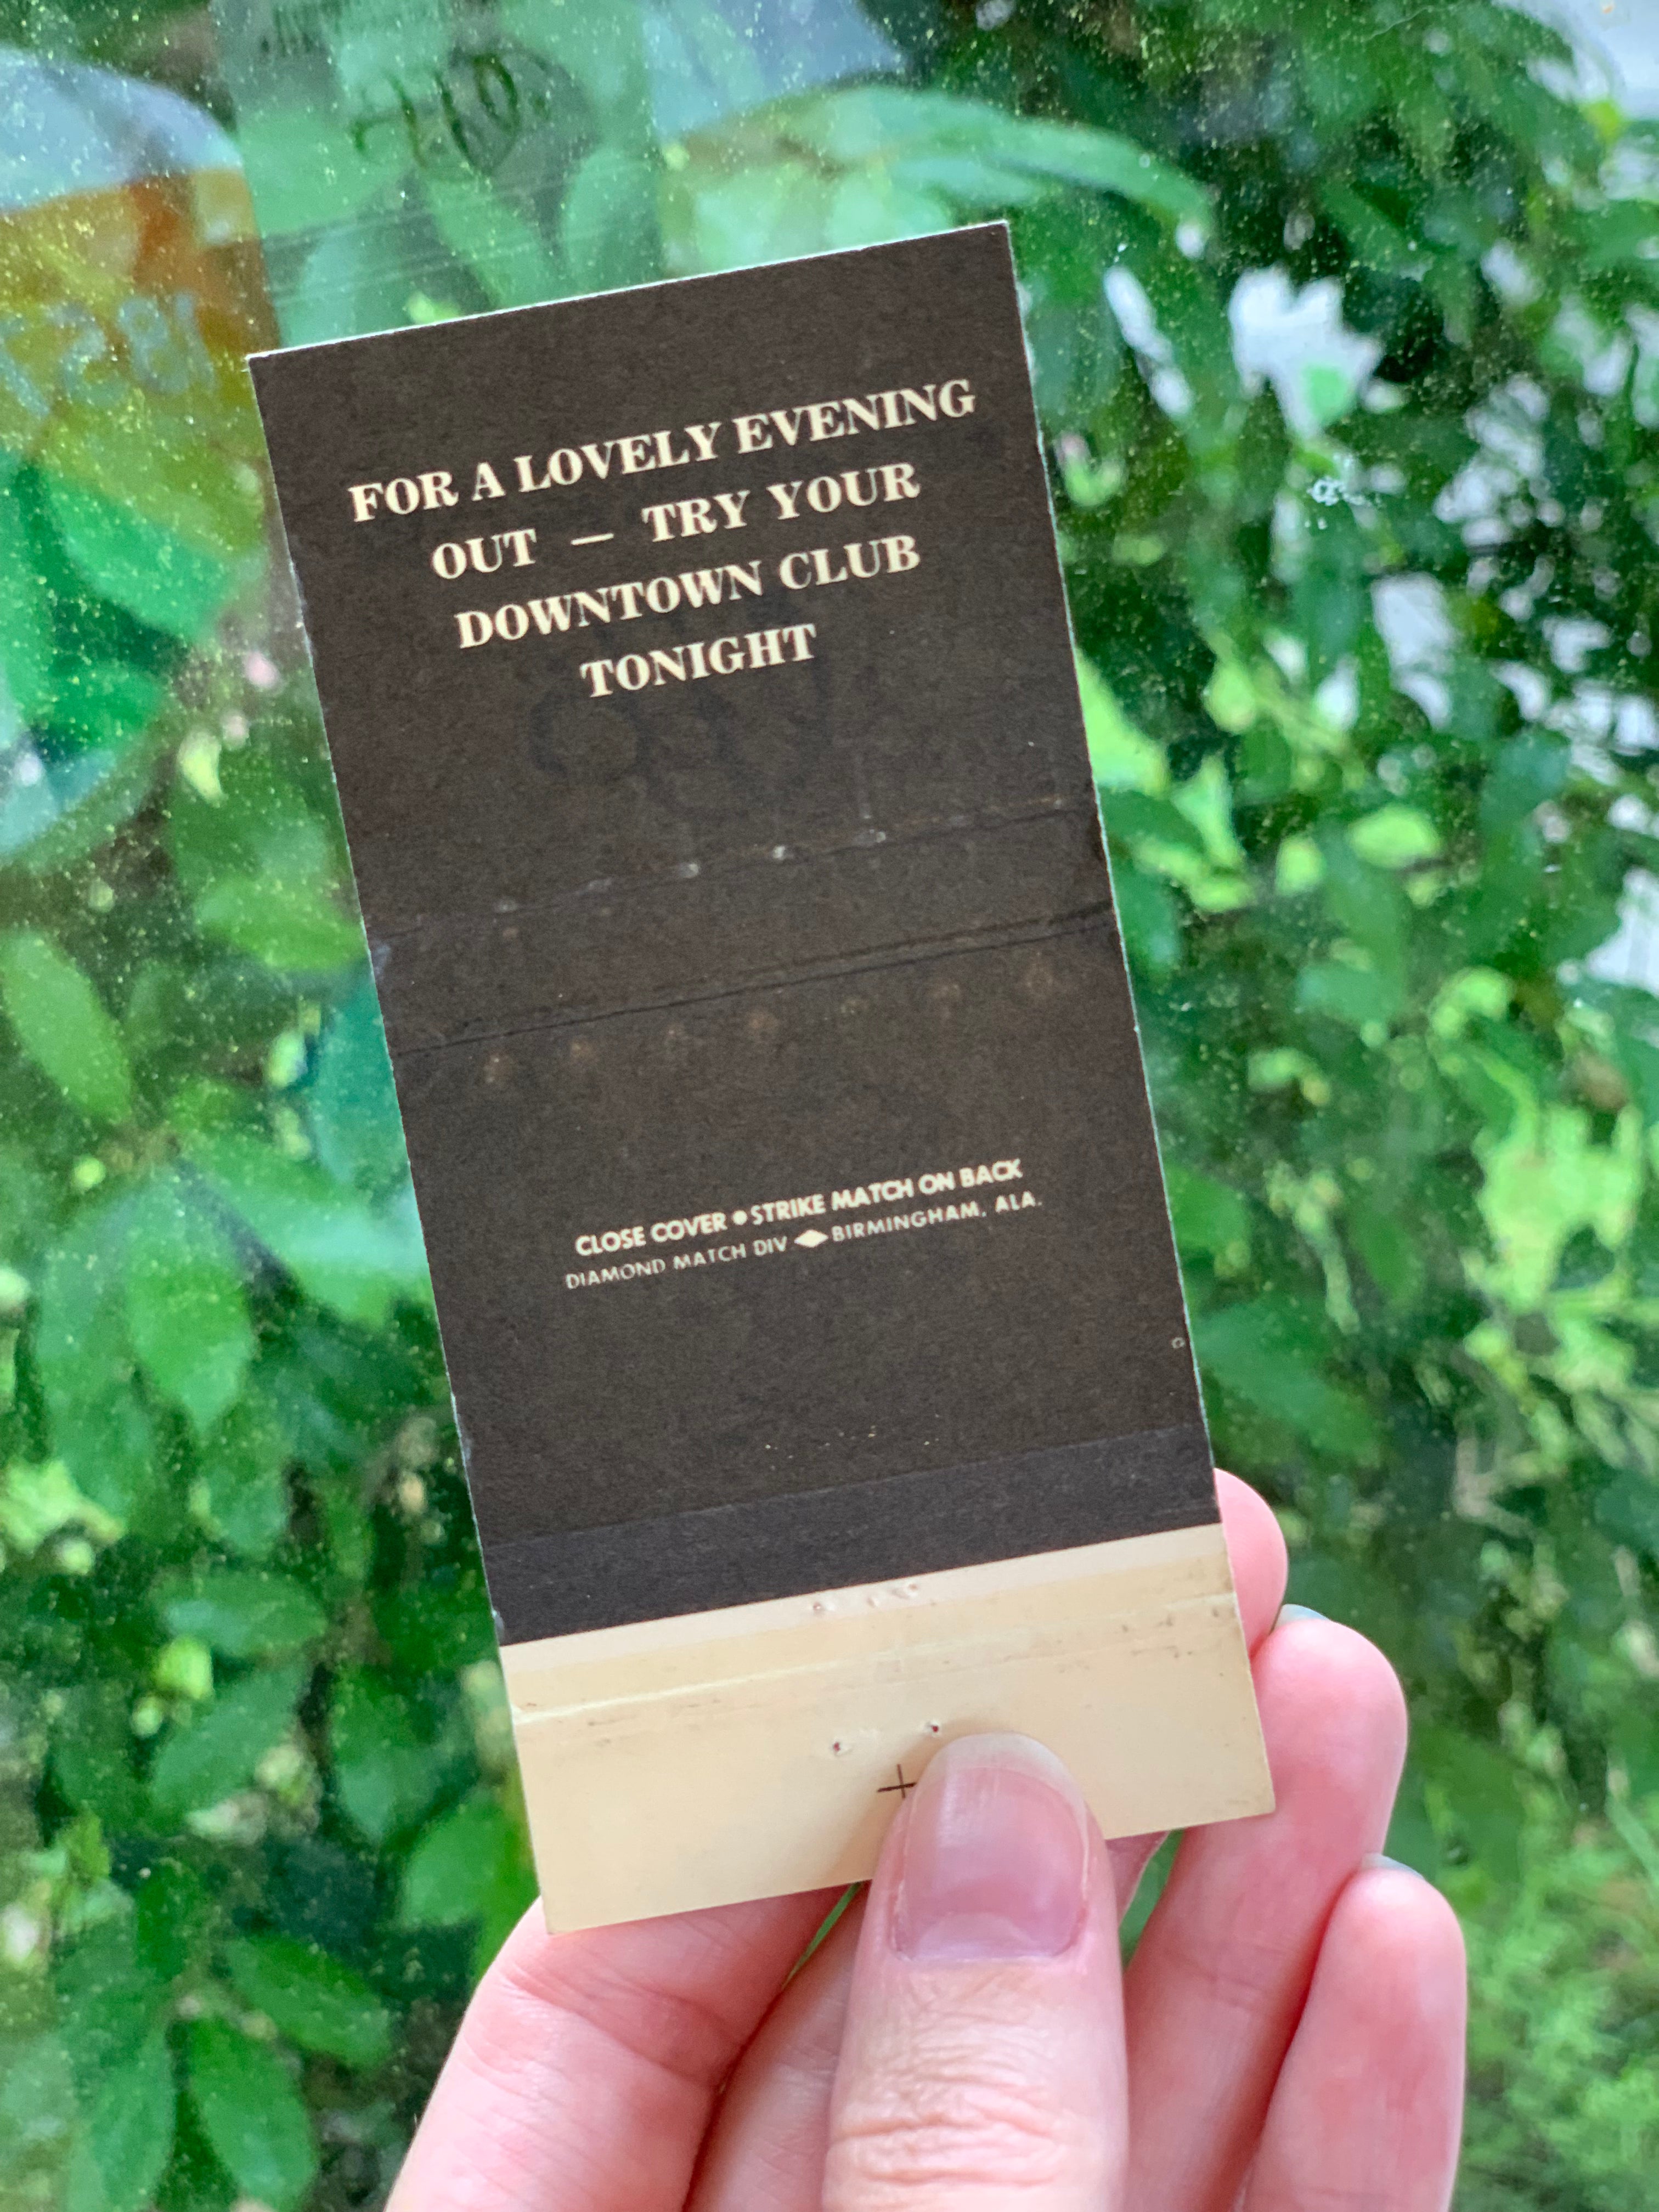 FOR A LOVELY EVENING
OUT — TRY YOUR
DOWNTOWN CLUB
TONIGHT
CLOSE COVER • STRIKE MATCH ON BACK
DIAMOND MATCH DIV ◆ BIRMINGHAM, ALA.